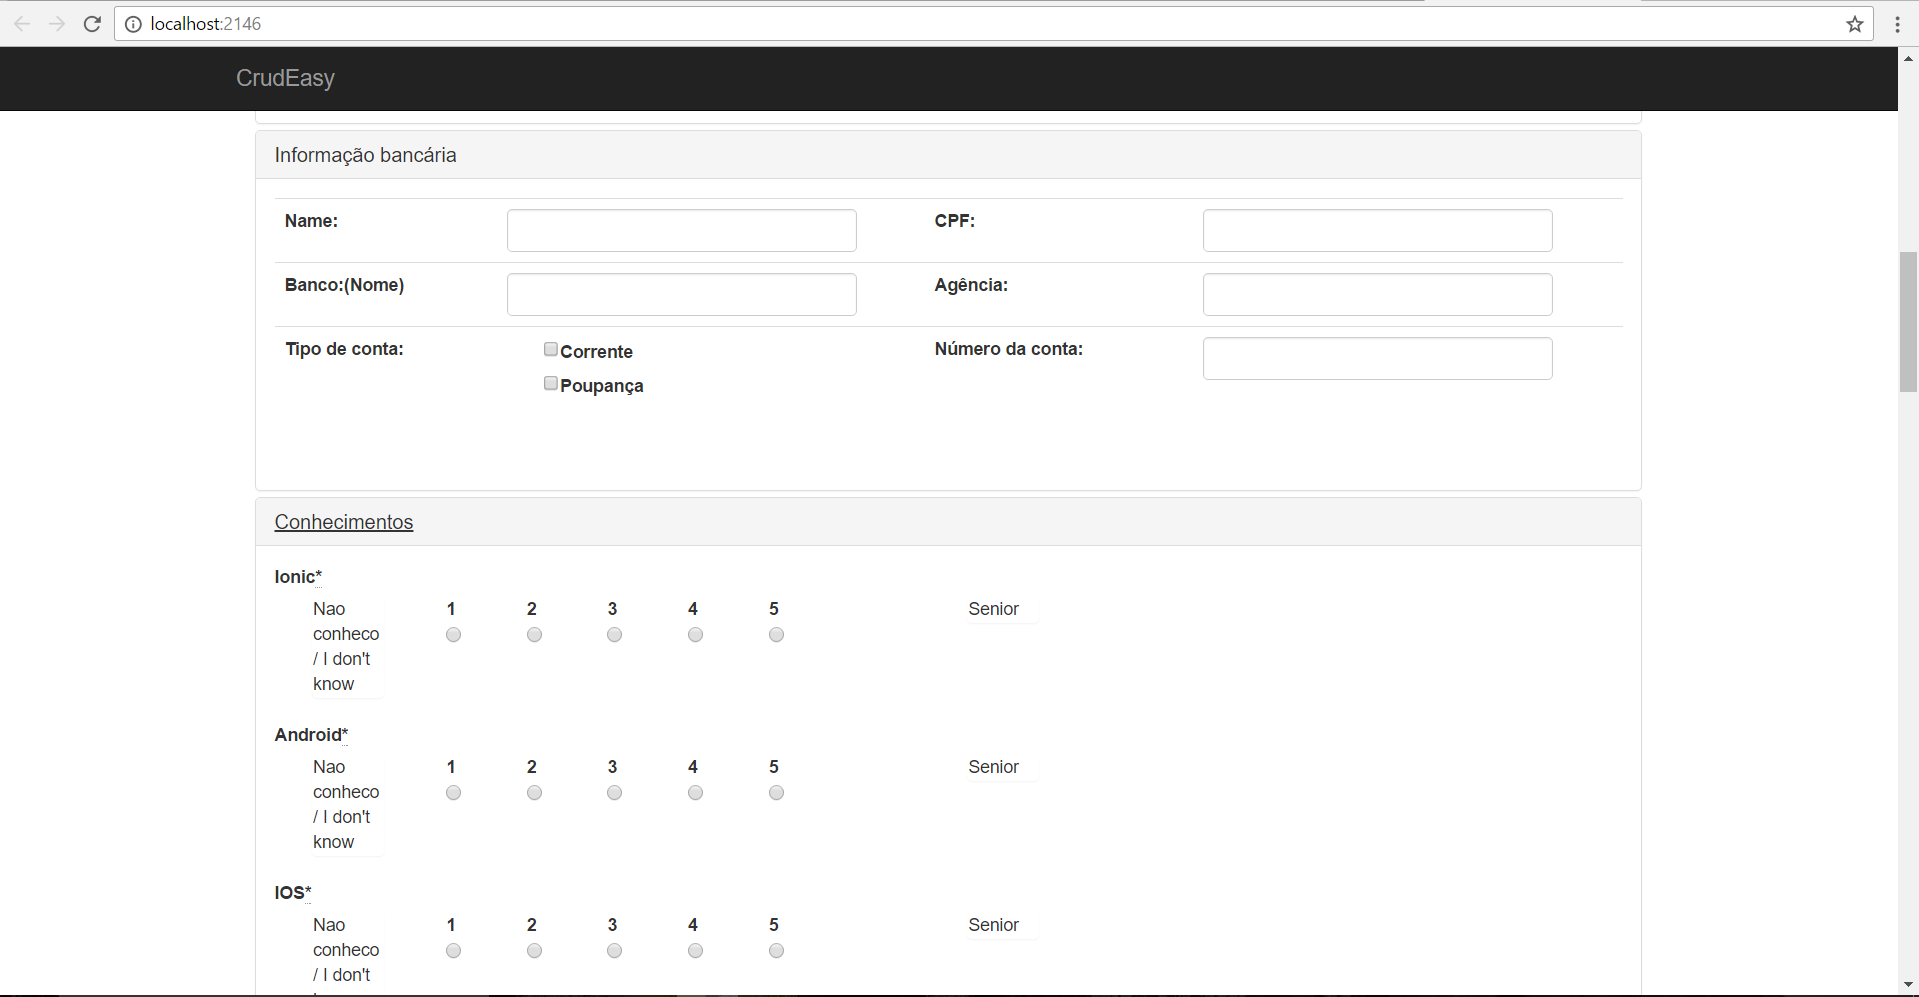 localhost:2146
CrudEasy
Informação bancária
Name:
CPF:
Banco:(Nome)
Agência:
Tipo de conta:
Corrente
Poupança
Número da conta:
Conhecimentos
Ionic*
Nao
conheco
/ I don't
know
1 2 3 4 5
Senior
Android*
Nao
conheco
/ I don't
know
1 2 3 4 5
Senior
IOS*
Nao
conheco
/ I don't
1 2 3 4 5
Senior